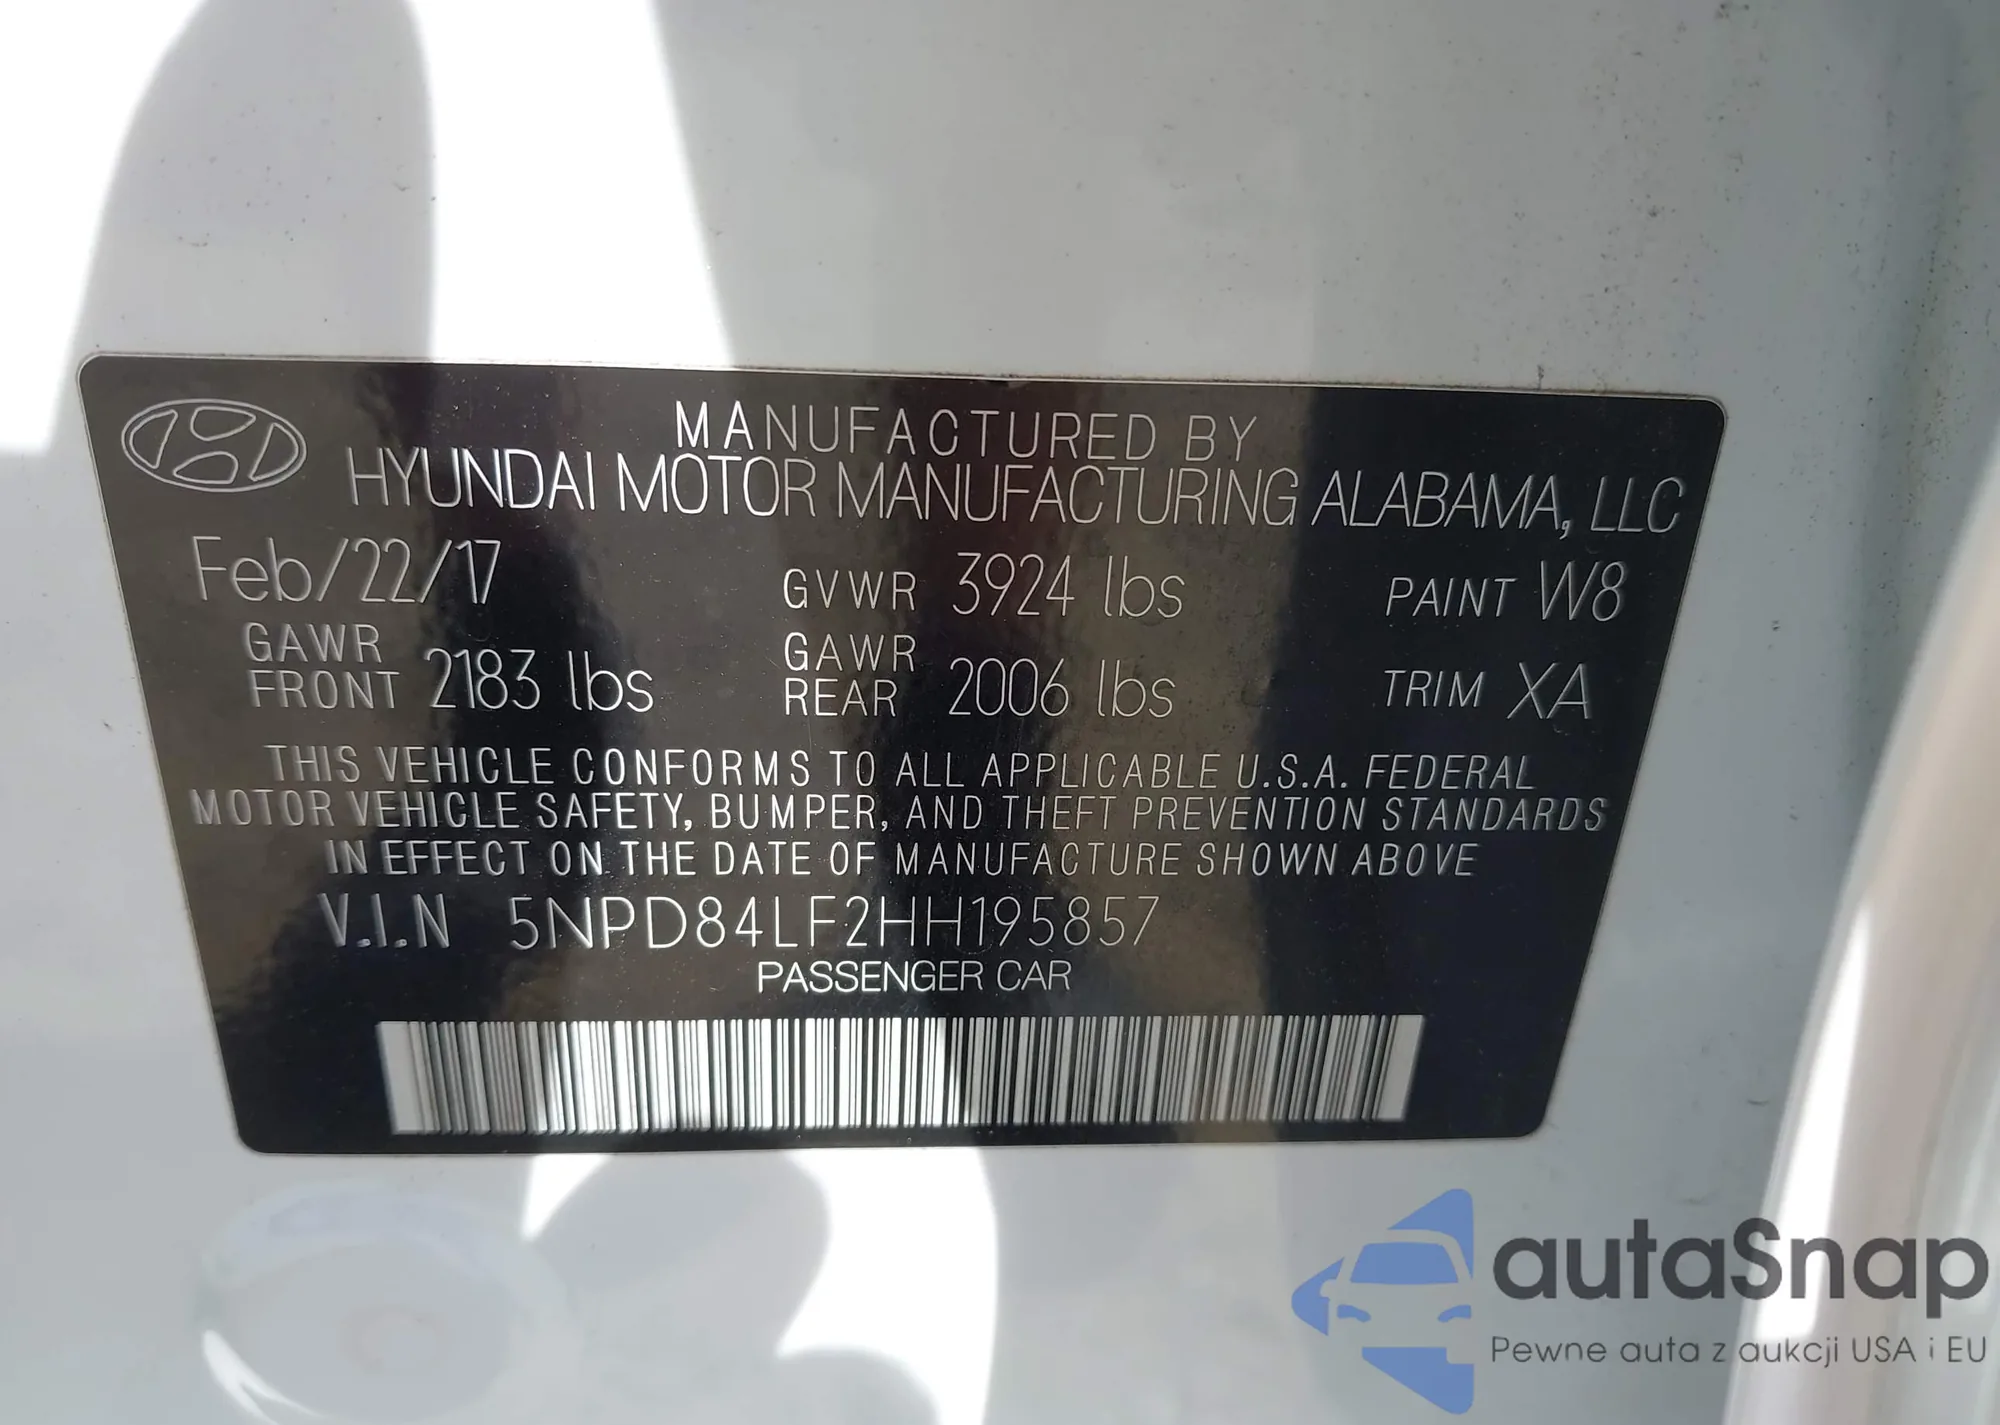 MANUFACTURED BY
HYUNDAI MOTOR MANUFACTURING ALABAMA, LLC
Feb/22/17 GVWR 3924 lbs PAINT W8
GAWR FRONT 2183 lbs GAWR REAR 2006 lbs TRIM XA
THIS VEHICLE CONFORMS TO ALL APPLICABLE U.S.A. FEDERAL
MOTOR VEHICLE SAFETY, BUMPER, AND THEFT PREVENTION STANDARDS
IN EFFECT ON THE DATE OF MANUFACTURE SHOWN ABOVE
V.I.N 5NPD84LF2HH195857
PASSENGER CAR
autaSnap
Pewne auta z aukcji USA i EU